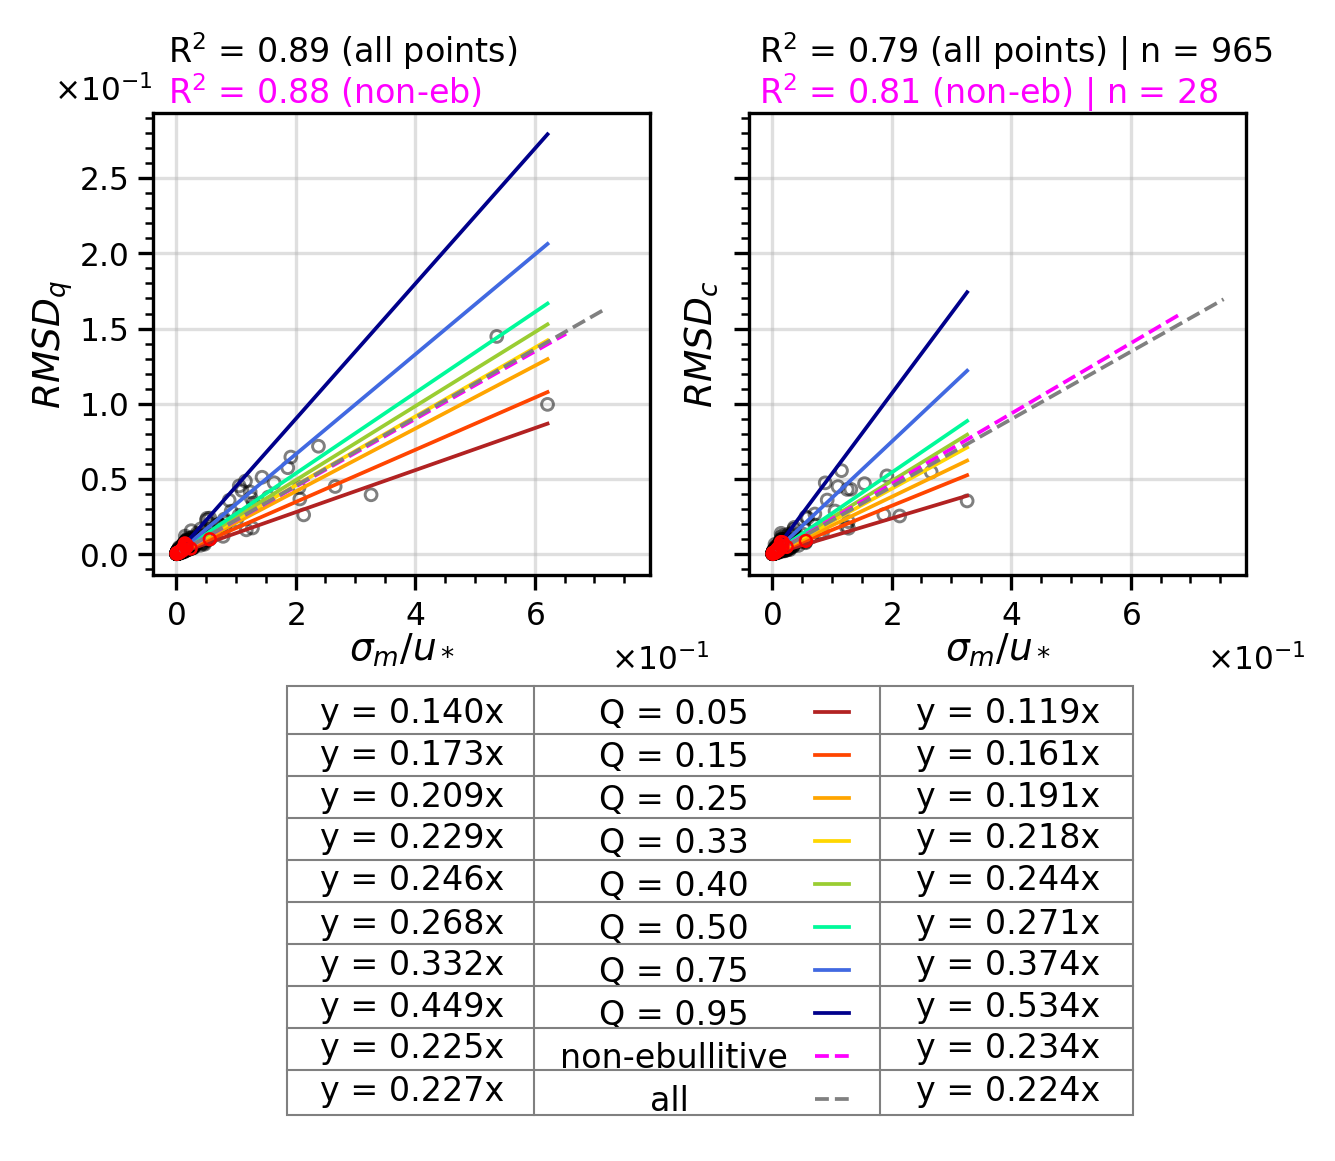 R² = 0.89 (all points)
R² = 0.88 (non-eb)
R² = 0.79 (all points) | n = 965
R² = 0.81 (non-eb) | n = 28
×10⁻¹
2.5
2.0
1.5
1.0
0.5
0.0
RMSD_q
RMSD_c
0 2 4 6
0 2 4 6
σₘ/u*
×10⁻¹
σₘ/u*
×10⁻¹
y = 0.140x Q = 0.05 y = 0.119x
y = 0.173x Q = 0.15 y = 0.161x
y = 0.209x Q = 0.25 y = 0.191x
y = 0.229x Q = 0.33 y = 0.218x
y = 0.246x Q = 0.40 y = 0.244x
y = 0.268x Q = 0.50 y = 0.271x
y = 0.332x Q = 0.75 y = 0.374x
y = 0.449x Q = 0.95 y = 0.534x
y = 0.225x non-ebullitive y = 0.234x
y = 0.227x all y = 0.224x